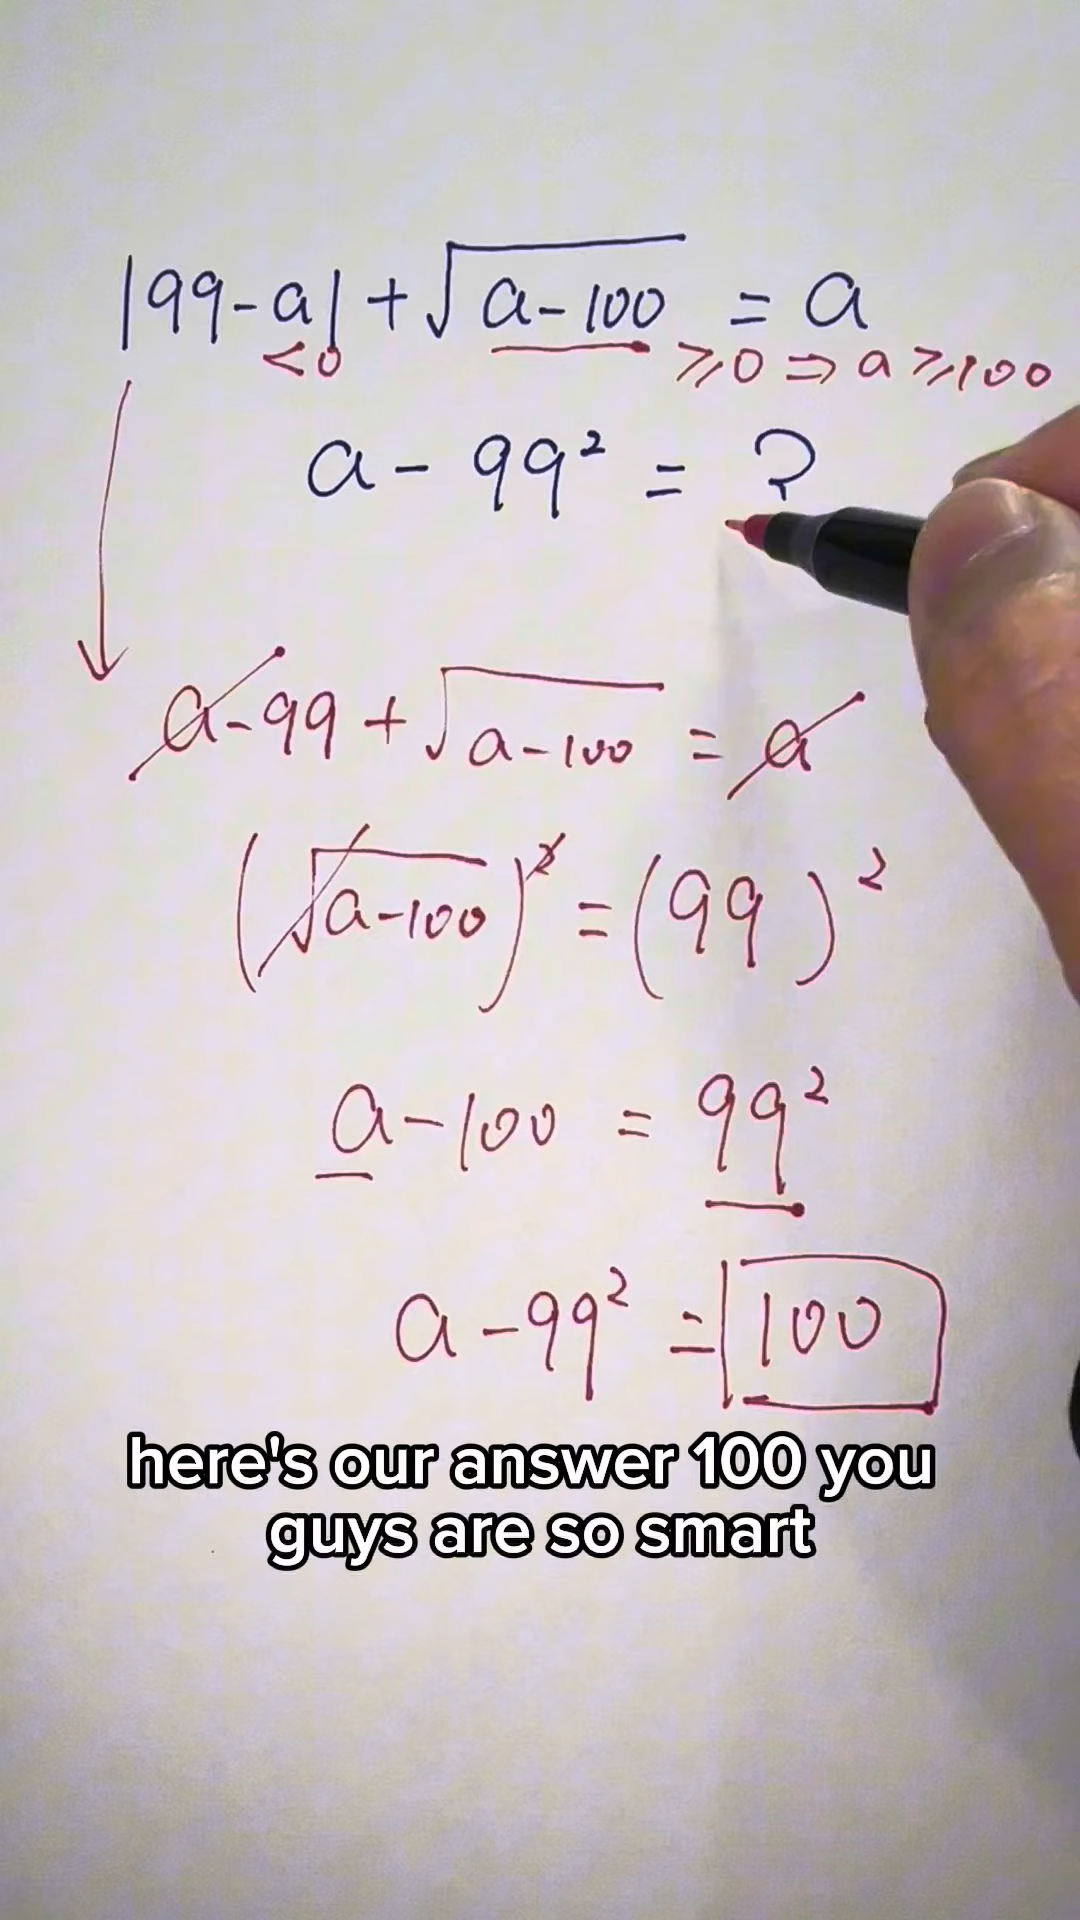 |99-a| + √a-100 = a
<0 ⩾0 ⇒ a ⩾100
a - 99² = ?
a-99 + √a-100 = a
(√a-100)² = (99)²
a-100 = 99²
a-99² = 100
here's our answer 100 you
guys are so smart